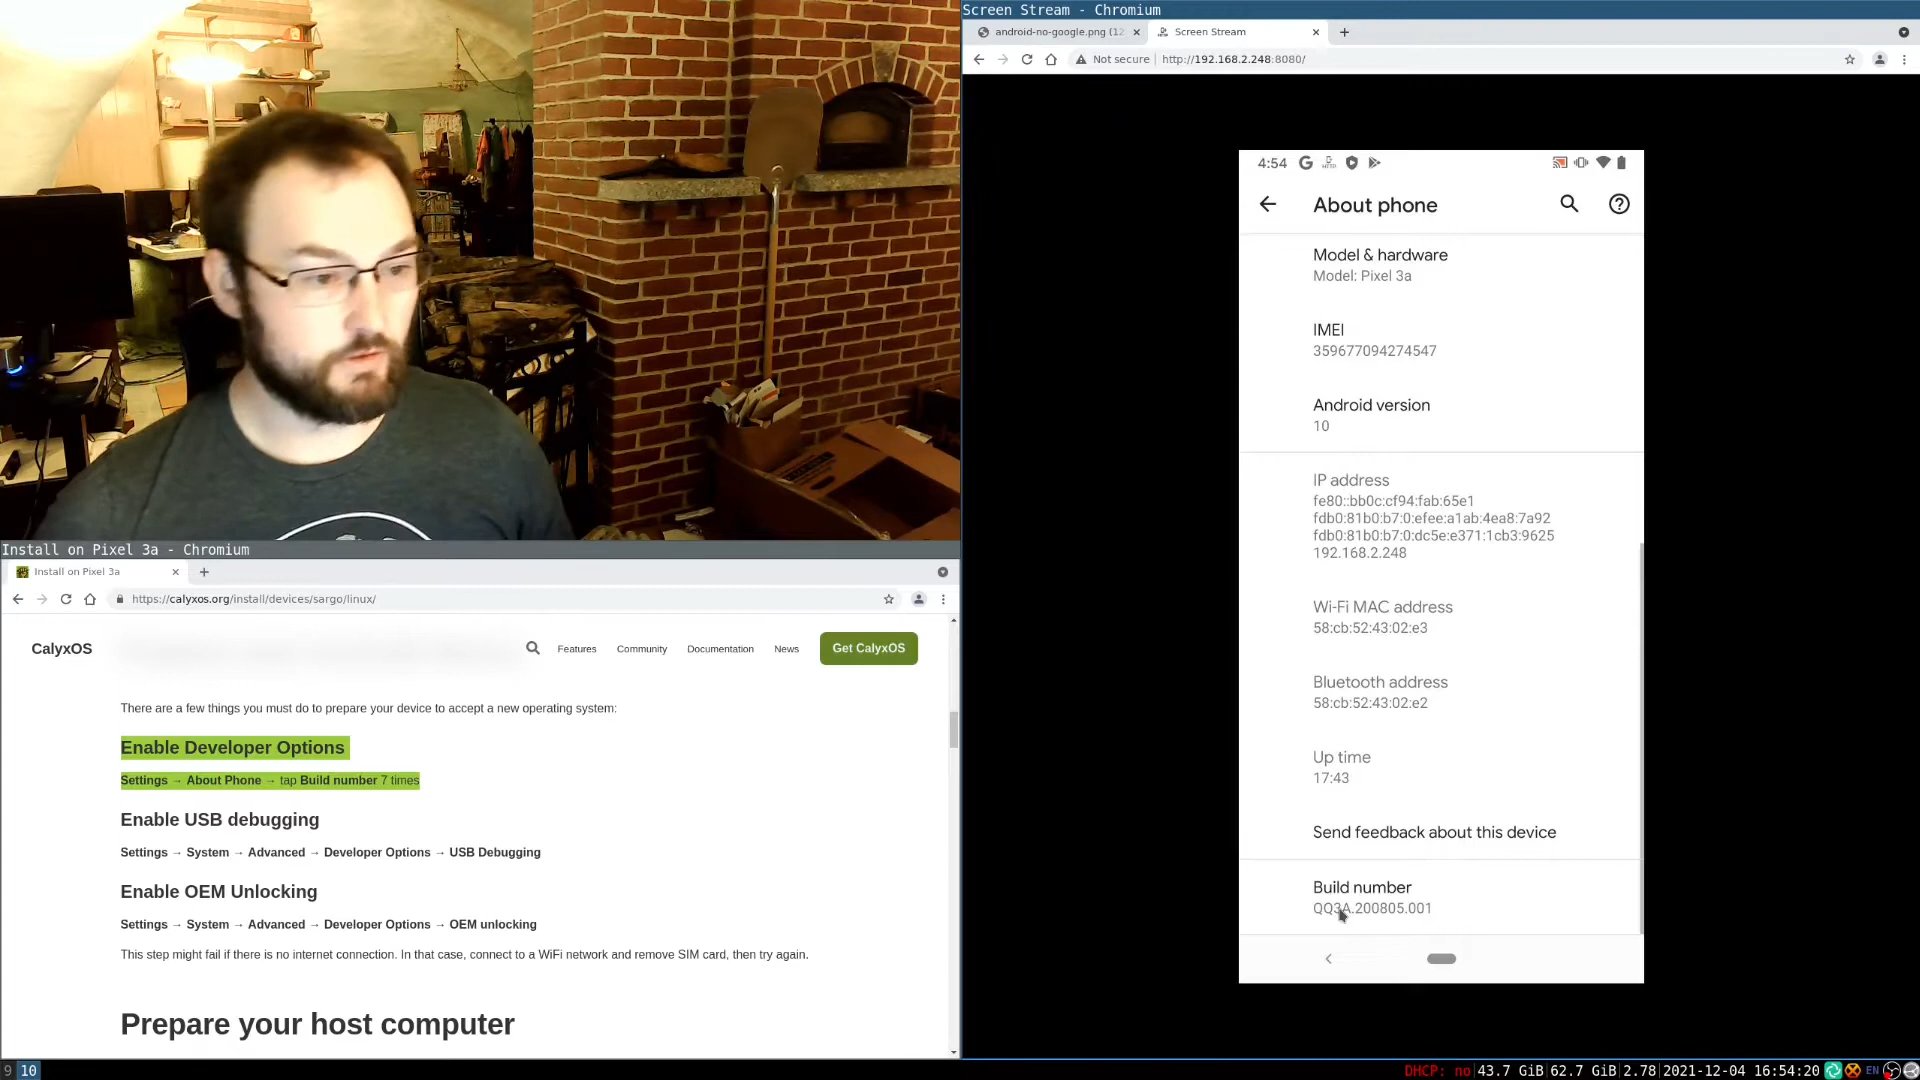 Screen Stream - Chromium
android-no-google.png (12
Screen Stream
Not secure
http://192.168.2.248:8080/
4:54
About phone
Model & hardware
Model: Pixel 3a
IMEI
359677094274547
Android version
10
IP address
fe80::bb0c:cf94:fab:65e1
fdb0:81b0:b7:0:efee:a1ab:4ea8:7a92
fdb0:81b0:b7:0:dc5e:e371:1cb3:9625
192.168.2.248
Wi-Fi MAC address
58:cb:52:43:02:e3
Bluetooth address
58:cb:52:43:02:e2
Up time
17:43
Send feedback about this device
Build number
QQ3A.200805.001
Install on Pixel 3a - Chromium
Install on Pixel 3a
https://calyxos.org/install/devices/sargo/linux/
CalyxOS
Features
Community
Documentation
News
Get CalyxOS
There are a few things you must do to prepare your device to accept a new operating system:
Enable Developer Options
Settings → About Phone → tap Build number 7 times
Enable USB debugging
Settings → System → Advanced → Developer Options → USB Debugging
Enable OEM Unlocking
Settings → System → Advanced → Developer Options → OEM unlocking
This step might fail if there is no internet connection. In that case, connect to a WiFi network and remove SIM card, then try again.
Prepare your host computer
9 10
DHCP: no|43.7 GiB|62.7 GiB|2.78|2021-12-04 16:54:20
EN